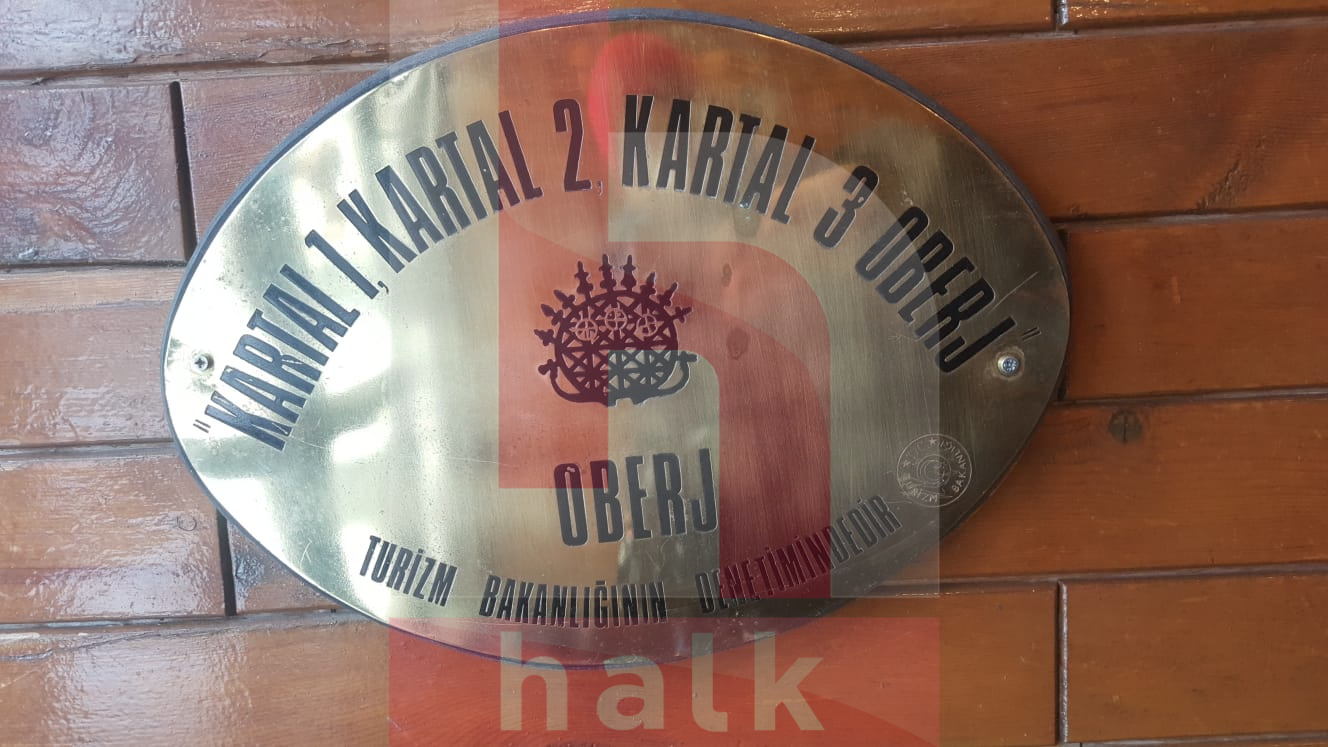 "KARTAL 1, KARTAL 2, KARTAL 3 OBERJ"
OBERJ
TURİZM BAKANLIĞININ DENETİMİNDEDİR
halk